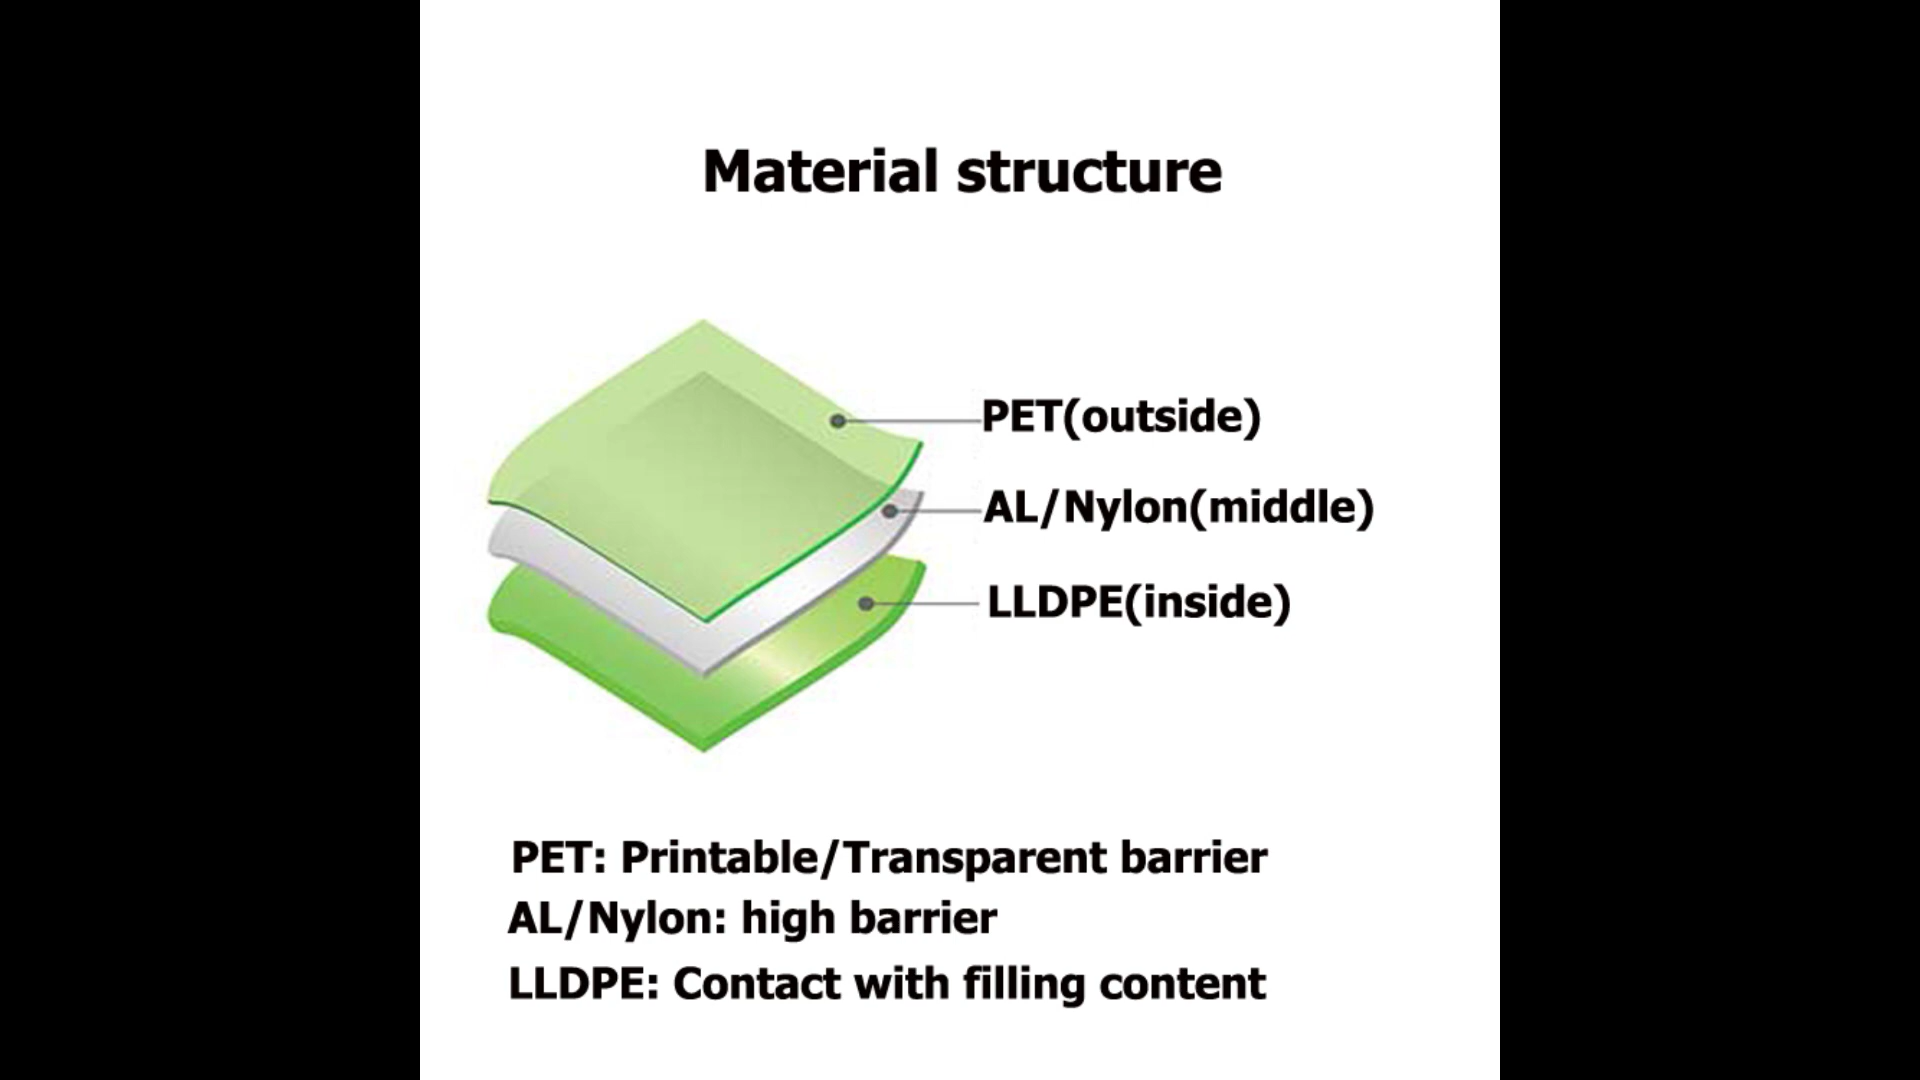 Material structure
PET(outside)
AL/Nylon(middle)
LLDPE(inside)
PET: Printable/Transparent barrier
AL/Nylon: high barrier
LLDPE: Contact with filling content